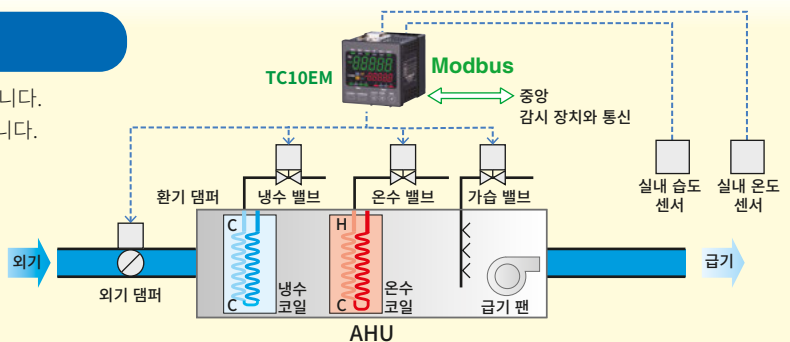 니다.
니다.
TC10EM
Modbus
중앙
감시 장치와 통신
실내 습도
센서
실내 온도
센서
환기 댐퍼
냉수 밸브
온수 밸브
가습 밸브
외기
외기 댐퍼
C
C
냉수
코일
H
C
온수
코일
급기 팬
급기
AHU